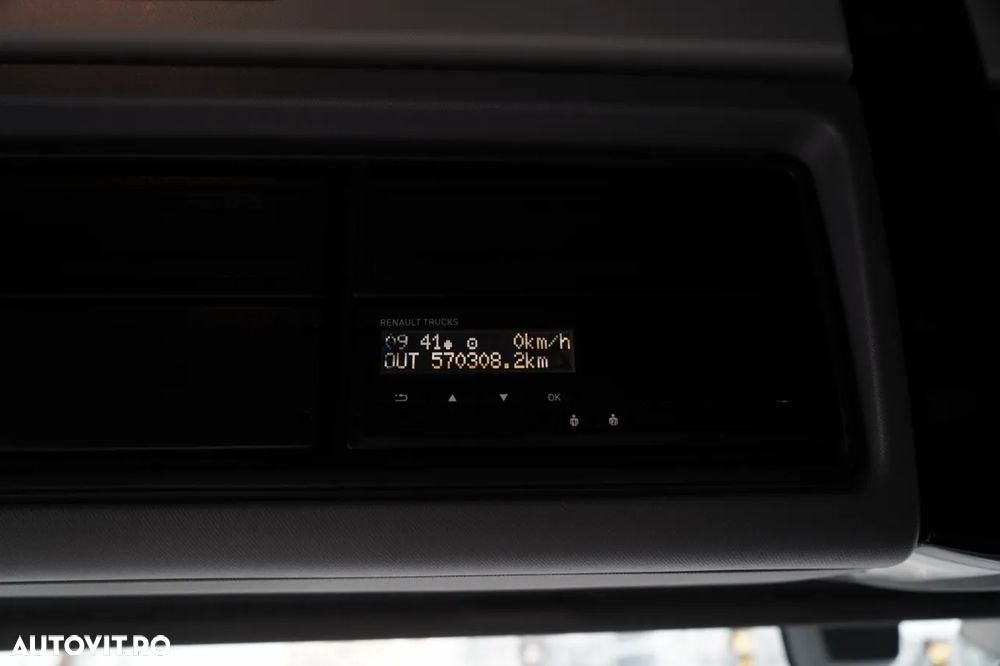 RENAULT TRUCKS
09 41 0km/h
OUT 570308.2km
OK
AUTOVIT.RO